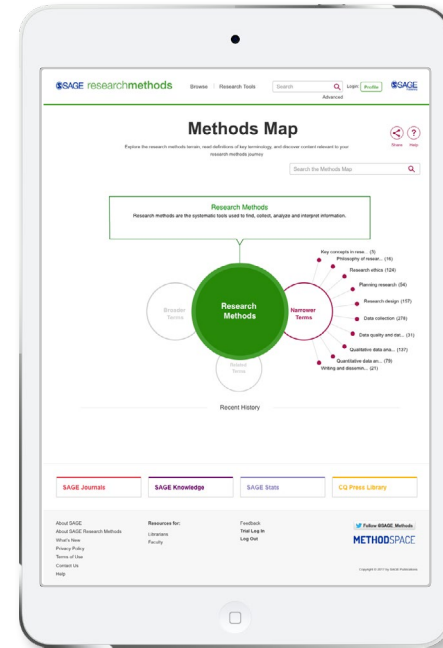 SAGE researchmethods
Browse
Research Tools
Search
Login
Profile
SAGE
Advanced
Methods Map
Explore the research methods terrain, read definitions of key terminology, and discover content relevant to your
research methods journey
Share
Help
Search the Methods Map
Research Methods
Research methods are the systematic tools used to find, collect, analyze and interpret information.
Broader
Terms
Research
Methods
Narrower
Terms
Related
Terms
Key concepts in rese... (5)
Philosophy of resear... (16)
Research ethics (124)
Planning research (54)
Research design (157)
Data collection (279)
Data quality and dat... (31)
Qualitative data ana... (137)
Quantitative data an... (79)
Writing and dissemin... (21)
Recent History
SAGE Journals
SAGE Knowledge
SAGE Stats
CQ Press Library
About SAGE
About SAGE Research Methods
What's New
Privacy Policy
Terms of Use
Contact Us
Help
Resources for:
Librarians
Faculty
Feedback
Trial Log In
Log Out
Follow @SAGE_Methods
METHODSPACE